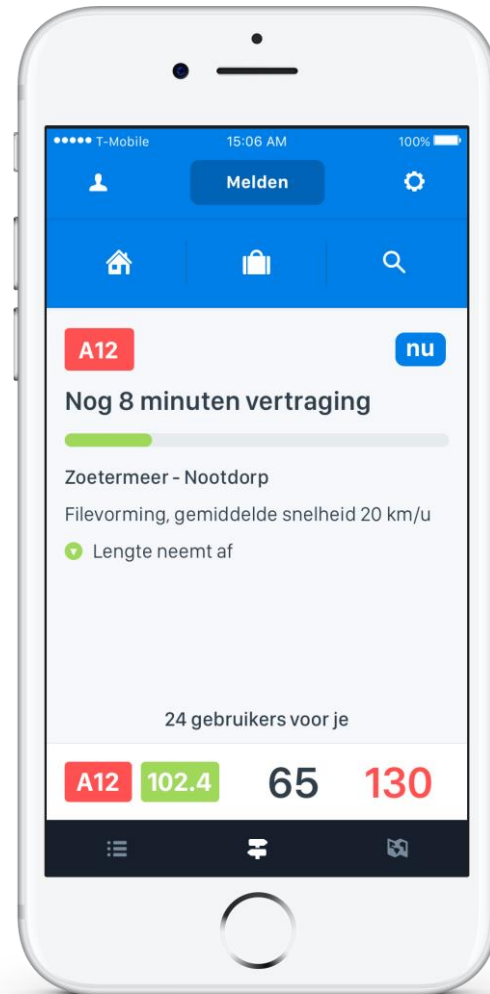 T-Mobile 15:06 AM 100%
Melden
A12 nu
Nog 8 minuten vertraging
Zoetermeer - Nootdorp
Filevorming, gemiddelde snelheid 20 km/u
Lengte neemt af
24 gebruikers voor je
A12 102.4 65 130